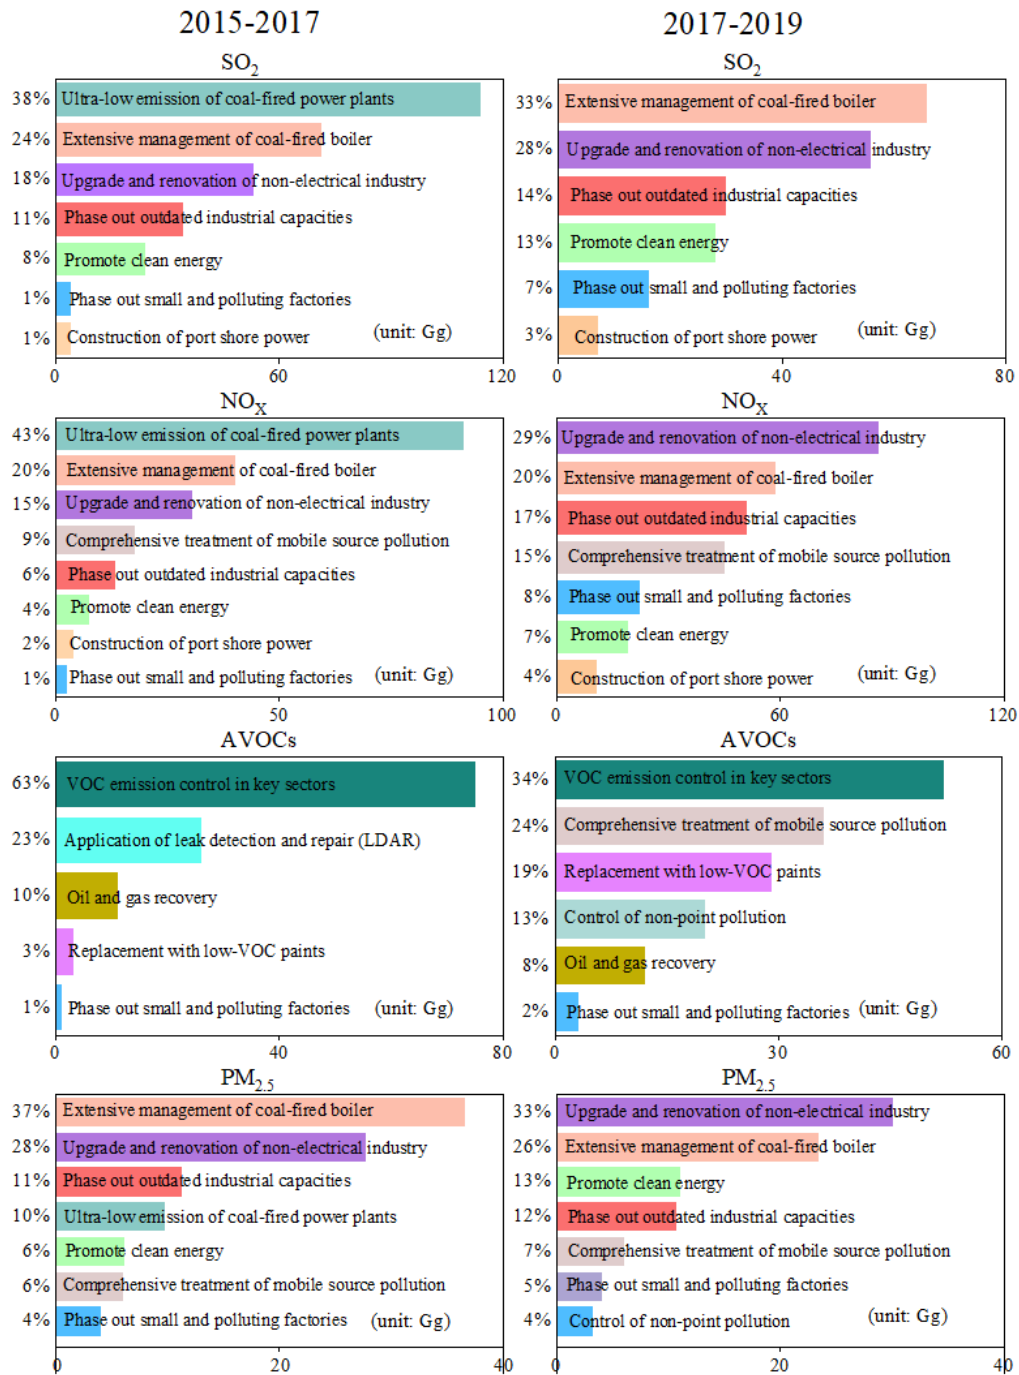 2015-2017
2017-2019
SO2
38% Ultra-low emission of coal-fired power plants
24% Extensive management of coal-fired boiler
18% Upgrade and renovation of non-electrical industry
11% Phase out outdated industrial capacities
8% Promote clean energy
1% Phase out small and polluting factories
1% Construction of port shore power (unit: Gg)
0 60 120
SO2
33% Extensive management of coal-fired boiler
28% Upgrade and renovation of non-electrical industry
14% Phase out outdated industrial capacities
13% Promote clean energy
7% Phase out small and polluting factories
3% Construction of port shore power (unit: Gg)
0 40 80
NOX
43% Ultra-low emission of coal-fired power plants
20% Extensive management of coal-fired boiler
15% Upgrade and renovation of non-electrical industry
9% Comprehensive treatment of mobile source pollution
6% Phase out outdated industrial capacities
4% Promote clean energy
2% Construction of port shore power
1% Phase out small and polluting factories (unit: Gg)
0 50 100
NOX
29% Upgrade and renovation of non-electrical industry
20% Extensive management of coal-fired boiler
17% Phase out outdated industrial capacities
15% Comprehensive treatment of mobile source pollution
8% Phase out small and polluting factories
7% Promote clean energy
4% Construction of port shore power (unit: Gg)
0 60 120
AVOCs
63% VOC emission control in key sectors
23% Application of leak detection and repair (LDAR)
10% Oil and gas recovery
3% Replacement with low-VOC paints
1% Phase out small and polluting factories (unit: Gg)
0 40 80
AVOCs
34% VOC emission control in key sectors
24% Comprehensive treatment of mobile source pollution
19% Replacement with low-VOC paints
13% Control of non-point pollution
8% Oil and gas recovery
2% Phase out small and polluting factories (unit: Gg)
0 30 60
PM2.5
37% Extensive management of coal-fired boiler
28% Upgrade and renovation of non-electrical industry
11% Phase out outdated industrial capacities
10% Ultra-low emission of coal-fired power plants
6% Promote clean energy
6% Comprehensive treatment of mobile source pollution
4% Phase out small and polluting factories (unit: Gg)
0 20 40
PM2.5
33% Upgrade and renovation of non-electrical industry
26% Extensive management of coal-fired boiler
13% Promote clean energy
12% Phase out outdated industrial capacities
7% Comprehensive treatment of mobile source pollution
5% Phase out small and polluting factories
4% Control of non-point pollution (unit: Gg)
0 20 40